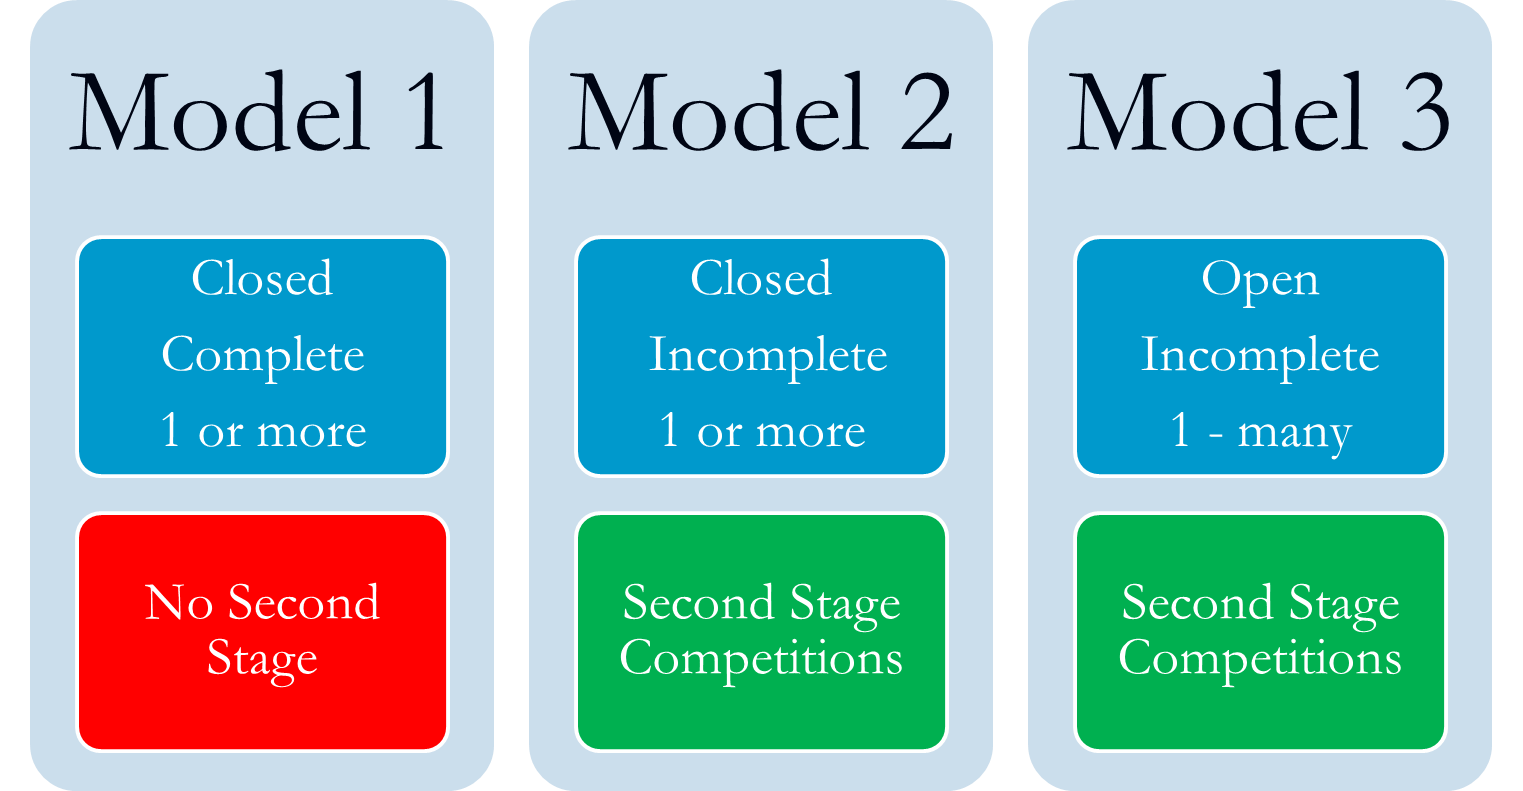 Model 1
Closed
Complete
1 or more
No Second
Stage
Model 2
Closed
Incomplete
1 or more
Second Stage
Competitions
Model 3
Open
Incomplete
1 - many
Second Stage
Competitions